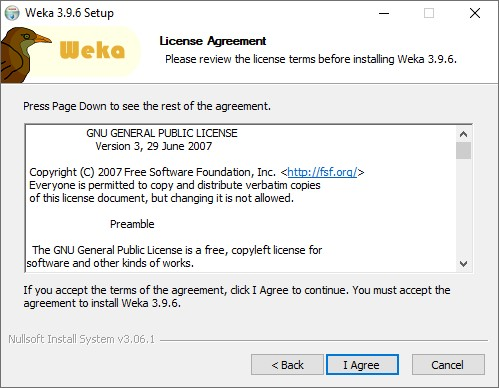 Weka 3.9.6 Setup
Weka
License Agreement
Please review the license terms before installing Weka 3.9.6.
Press Page Down to see the rest of the agreement.
GNU GENERAL PUBLIC LICENSE
Version 3, 29 June 2007
Copyright (C) 2007 Free Software Foundation, Inc. <http://fsf.org/>
Everyone is permitted to copy and distribute verbatim copies
of this license document, but changing it is not allowed.
Preamble
The GNU General Public License is a free, copyleft license for
software and other kinds of works.
If you accept the terms of the agreement, click I Agree to continue. You must accept the
agreement to install Weka 3.9.6.
Nullsoft Install System v3.06.1
< Back I Agree Cancel